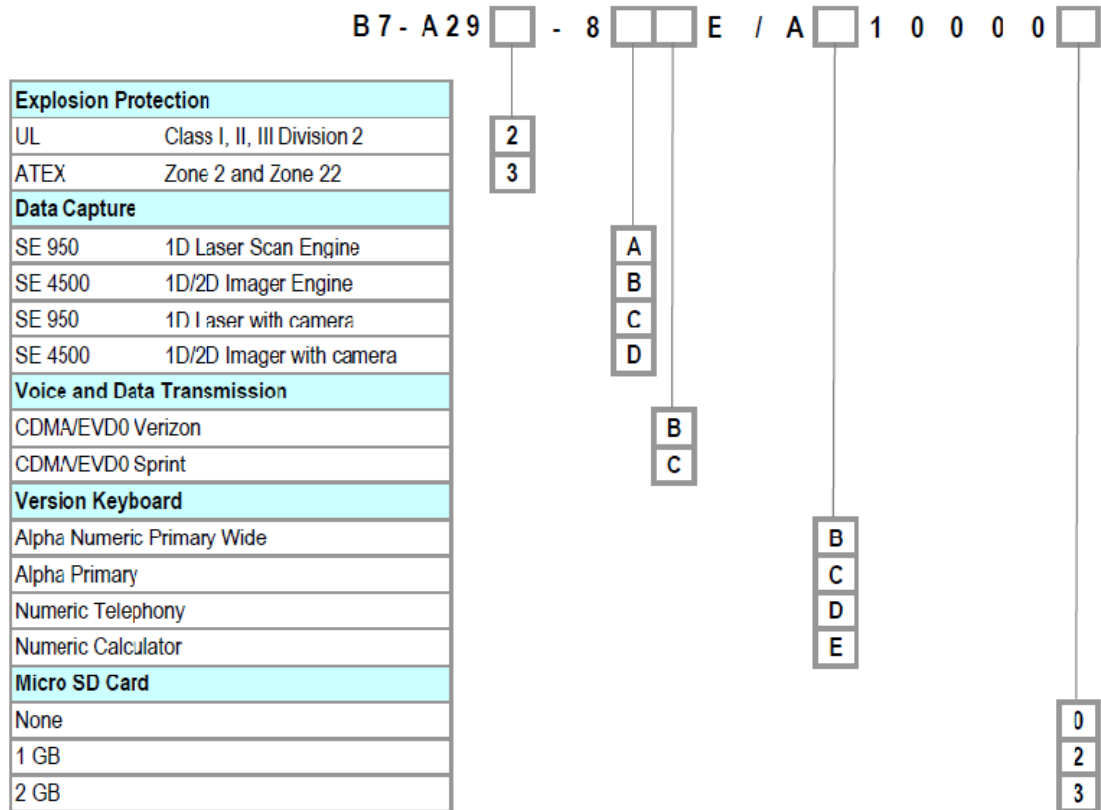 B7-A29 - 8 E / A 1 0 0 0 0
Explosion Protection
UL Class I, II, III Division 2 2
ATEX Zone 2 and Zone 22 3
Data Capture
SE 950 1D Laser Scan Engine A
SE 4500 1D/2D Imager Engine B
SE 950 1D Laser with camera C
SE 4500 1D/2D Imager with camera D
Voice and Data Transmission
CDMA/EVD0 Verizon B
CDMA/EVD0 Sprint C
Version Keyboard
Alpha Numeric Primary Wide B
Alpha Primary C
Numeric Telephony D
Numeric Calculator E
Micro SD Card
None 0
1 GB 2
2 GB 3